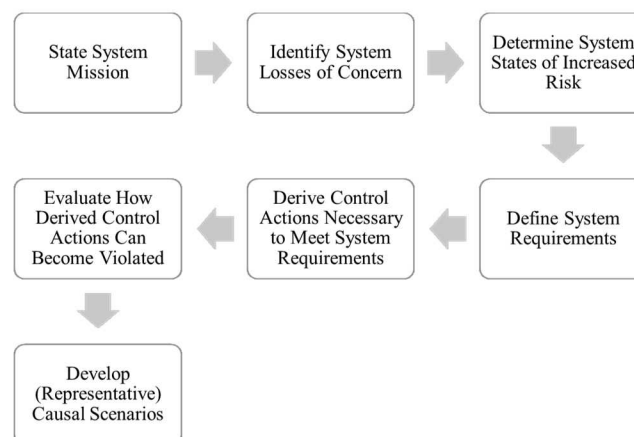 State System
Mission
Identify System
Losses of Concern
Determine System
States of Increased
Risk
Define System
Requirements
Derive Control
Actions Necessary
to Meet System
Requirements
Evaluate How
Derived Control
Actions Can
Become Violated
Develop
(Representative)
Causal Scenarios